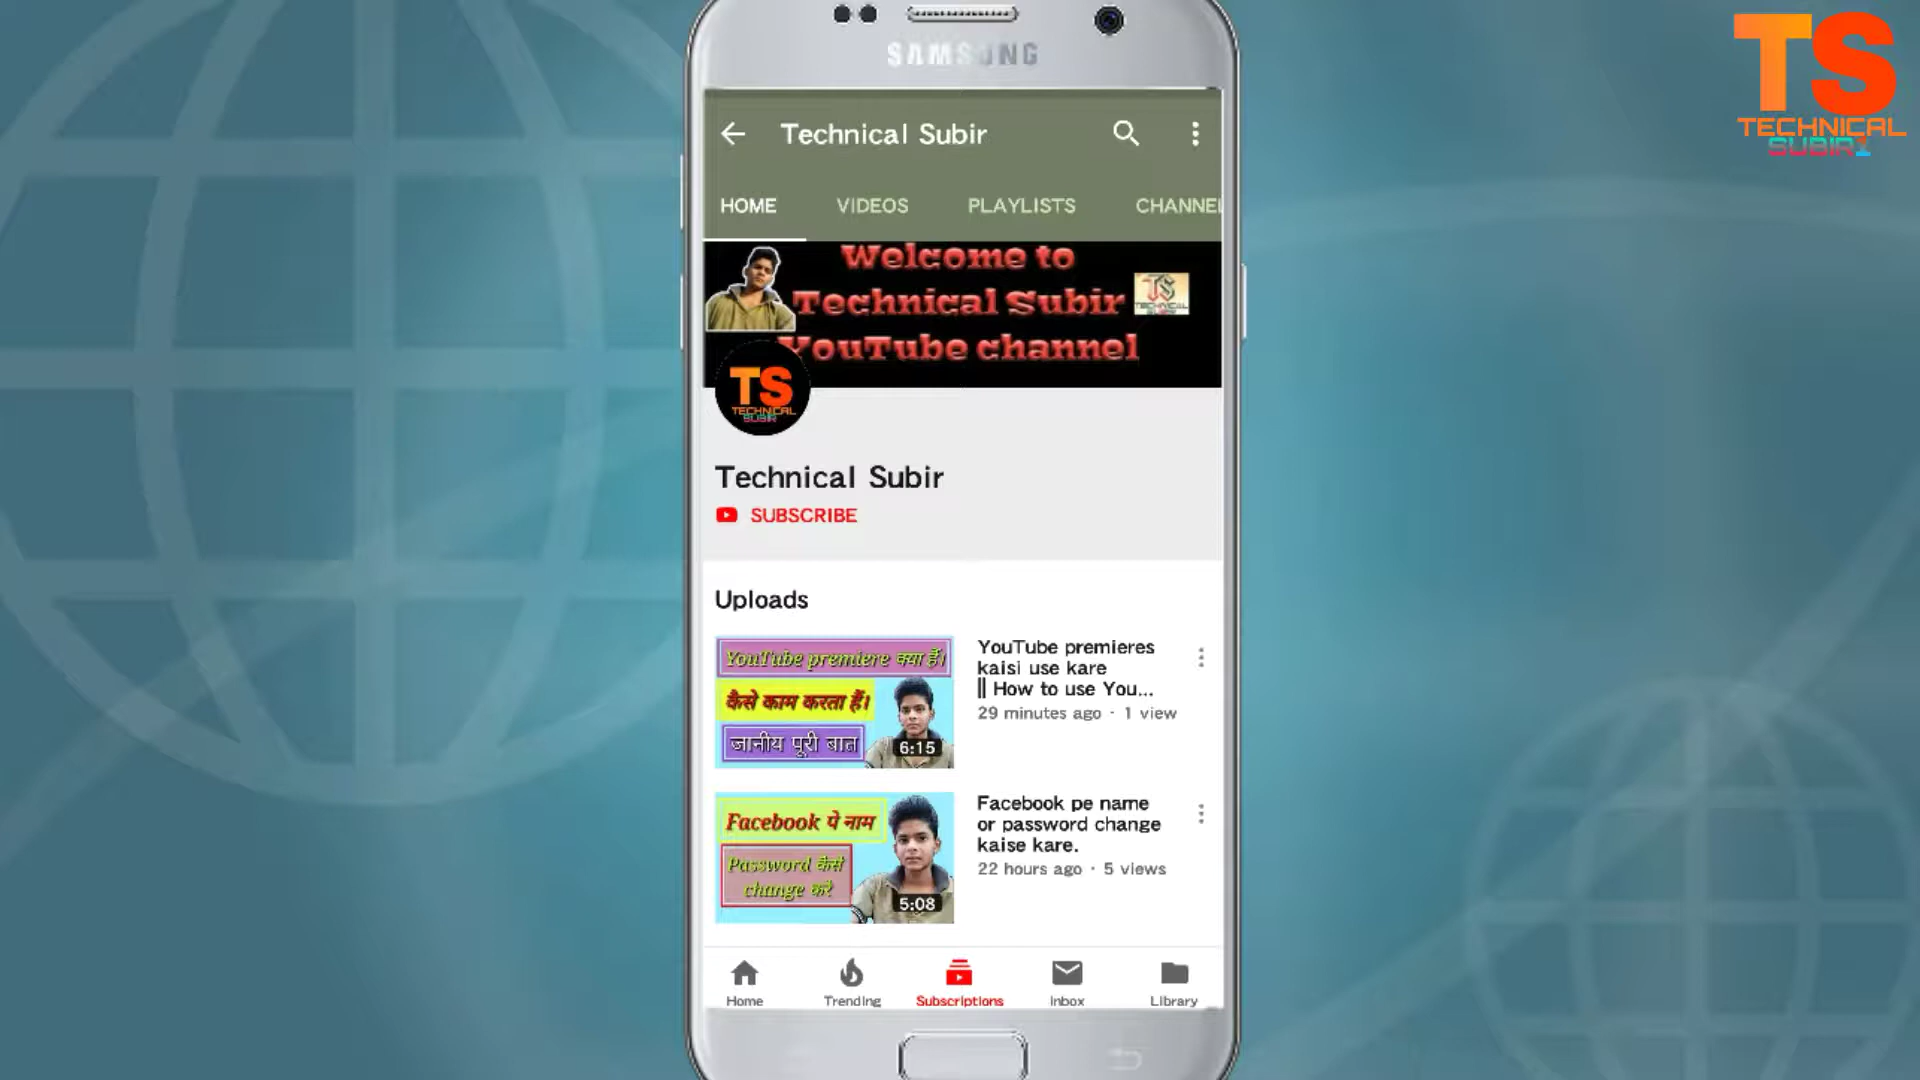 SAMSUNG
TS
TECHNICAL
SUBIR
Technical Subir
HOME VIDEOS PLAYLISTS CHANNEL
Welcome to
Technical Subir
YouTube channel
TS
TECHNICAL
SUBIR
TS
TECHNICAL
SUBIR
Technical Subir
SUBSCRIBE
Uploads
YouTube premiere क्या हैं।
कैसे काम करता हैं।
जानीय पूरी बात
6:15
YouTube premieres
kaisi use kare
|| How to use You...
29 minutes ago · 1 view
Facebook पे नाम
Password कैसे
change करे
5:08
Facebook pe name
or password change
kaise kare.
22 hours ago · 5 views
Home Trending Subscriptions Inbox Library